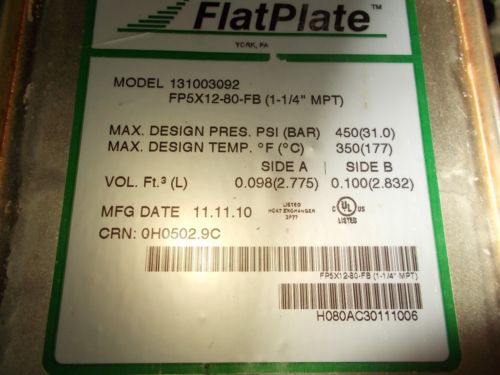 FlatPlate™
YORK, PA
MODEL 131003092
FP5X12-80-FB (1-1/4" MPT)
MAX. DESIGN PRES. PSI (BAR) 450(31.0)
MAX. DESIGN TEMP. °F (°C) 350(177)
SIDE A | SIDE B
VOL. Ft.³ (L) 0.098(2.775) 0.100(2.832)
MFG DATE 11.11.10 LISTED HEAT EXCHANGER 3P77 C UL US LISTED
CRN: 0H0502.9C
FP5X12-80-FB (1-1/4" MPT)
H080AC30111006